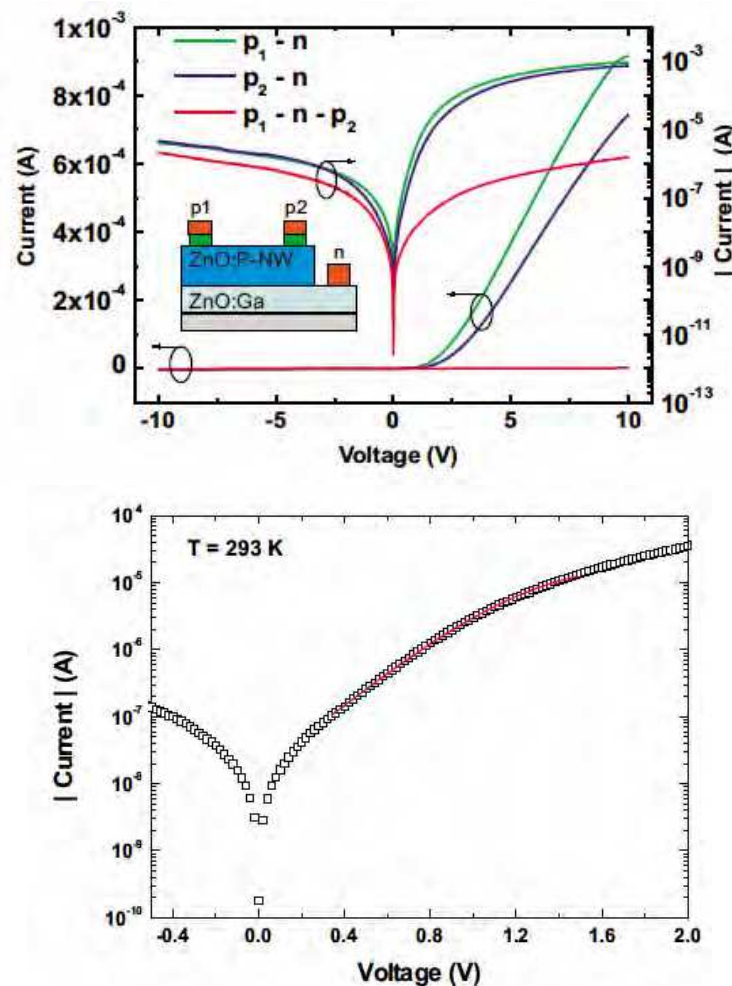 1x10⁻³
8x10⁻⁴
6x10⁻⁴
4x10⁻⁴
2x10⁻⁴
0
Current (A)
p₁ - n
p₂ - n
p₁ - n - p₂
10⁻³
10⁻⁵
10⁻⁷
10⁻⁹
10⁻¹¹
10⁻¹³
| Current | (A)
p1
p2
n
ZnO:P-NW
ZnO:Ga
-10
-5
0
5
10
Voltage (V)
T = 293 K
10⁻⁴
10⁻⁵
10⁻⁶
10⁻⁷
10⁻⁸
10⁻⁹
10⁻¹⁰
| Current | (A)
-0.4
0.0
0.4
0.8
1.2
1.6
2.0
Voltage (V)